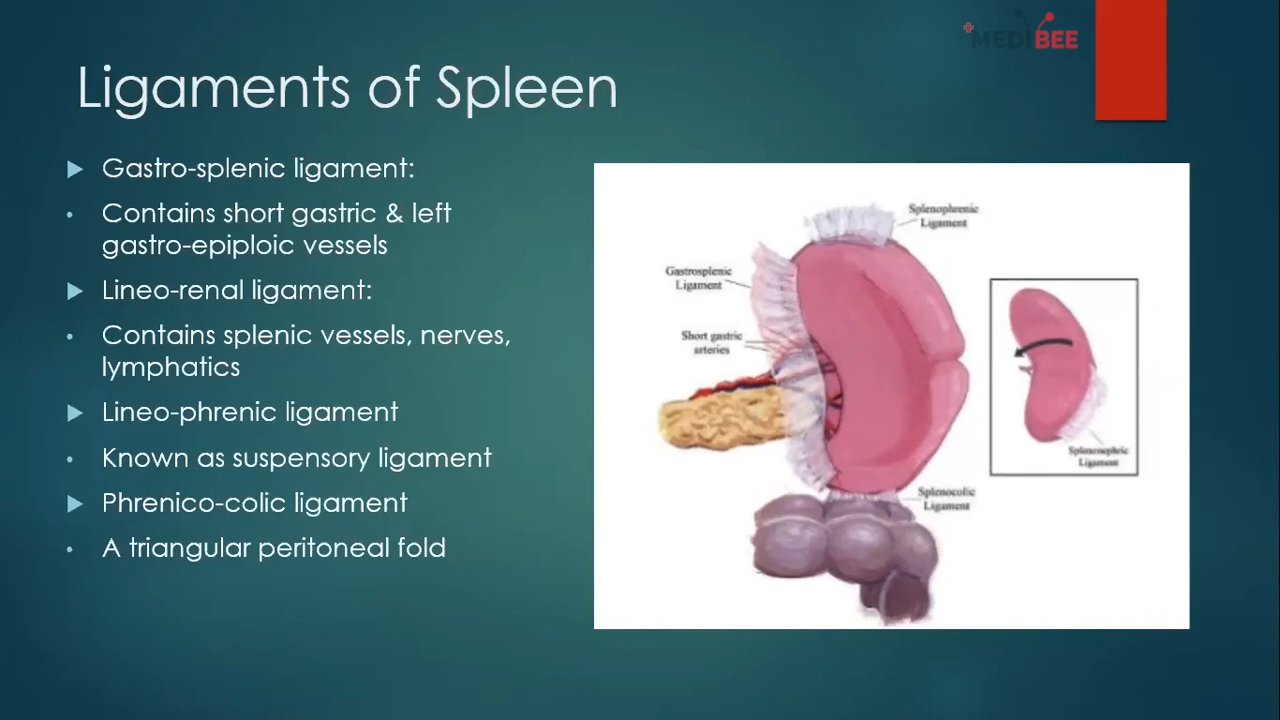 MEDIBEE
Ligaments of Spleen
Gastro-splenic ligament:
Contains short gastric & left
gastro-epiploic vessels
Lineo-renal ligament:
Contains splenic vessels, nerves,
lymphatics
Lineo-phrenic ligament
Known as suspensory ligament
Phrenico-colic ligament
A triangular peritoneal fold
Splenophrenic
Ligament
Gastrosplenic
Ligament
Short gastric
arteries
Splenonephric
Ligament
Splenocolic
Ligament